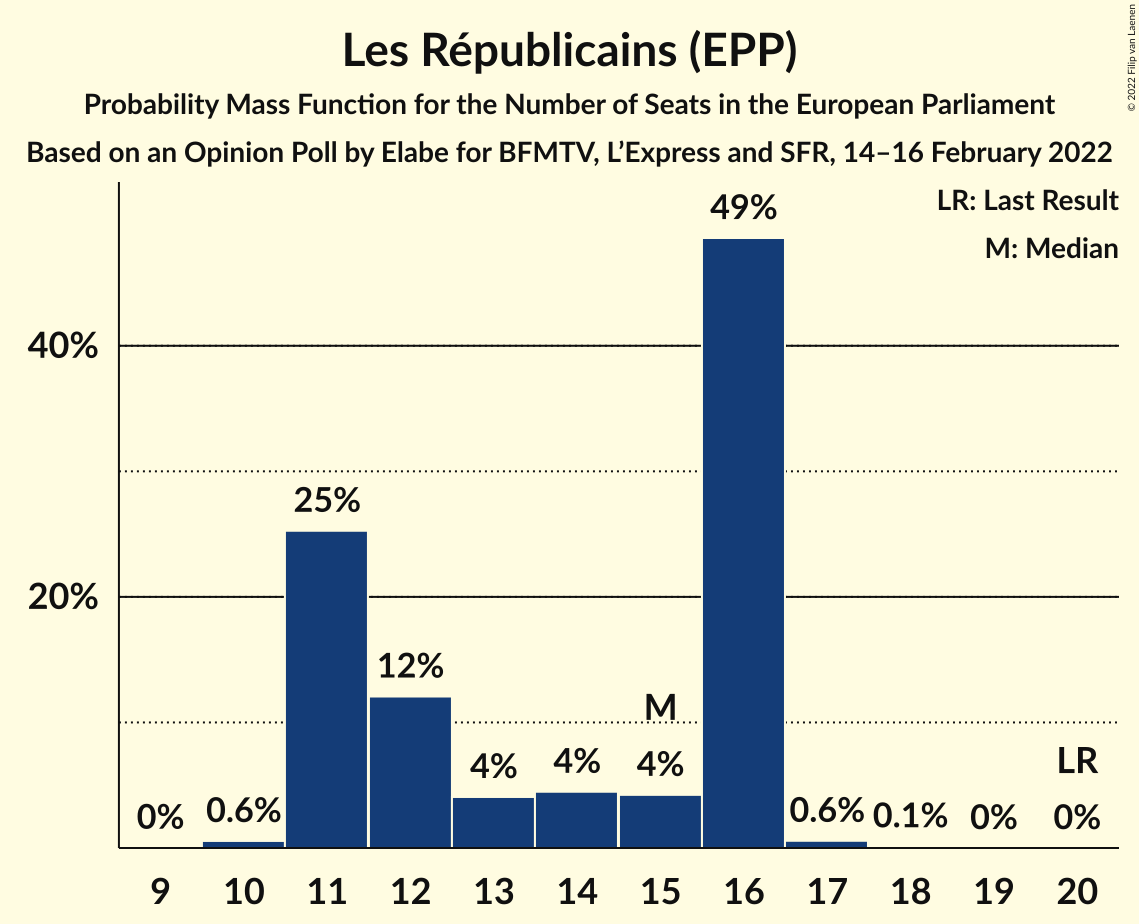 Les Républicains (EPP)
Probability Mass Function for the Number of Seats in the European Parliament
Based on an Opinion Poll by Elabe for BFMTV, L’Express and SFR, 14–16 February 2022
© 2022 Filip van Laenen
LR: Last Result
M: Median
49%
40%
25%
20%
12%
M
4%
4%
4%
LR
0%
0.6%
0.6%
0.1%
0%
0%
9 10 11 12 13 14 15 16 17 18 19 20